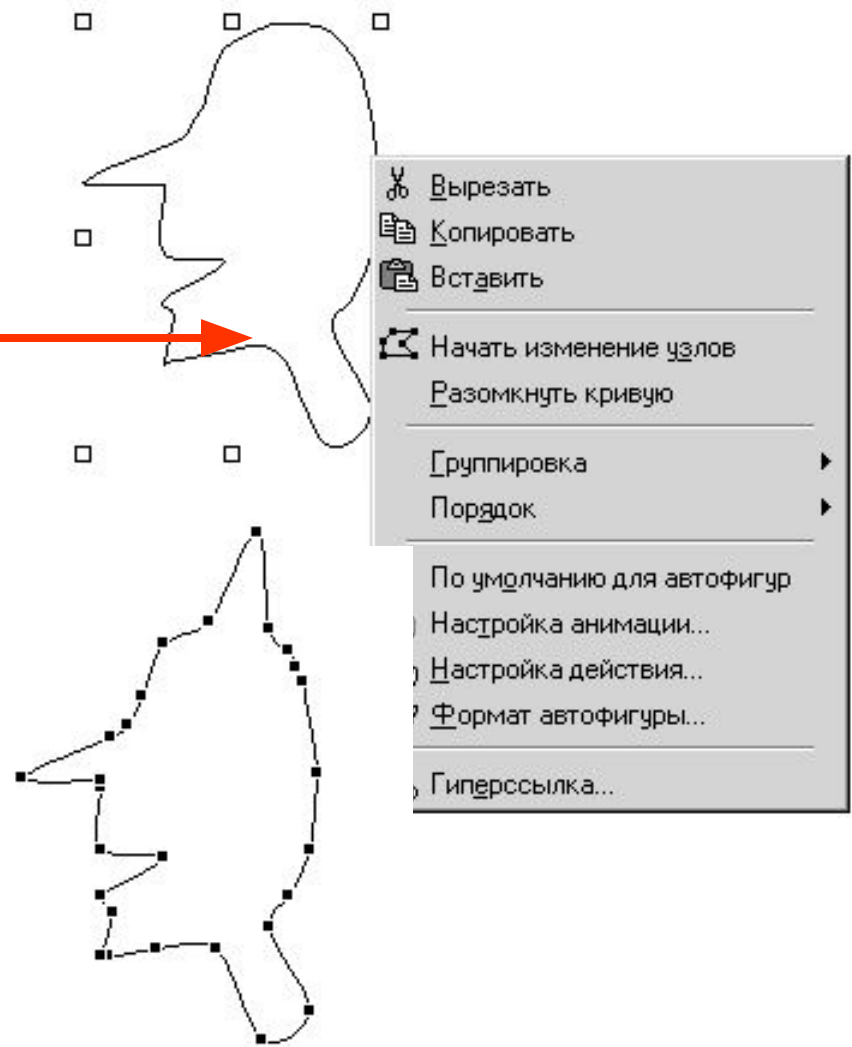 Вырезать
Копировать
Вставить
Начать изменение узлов
Разомкнуть кривую
Группировка
Порядок
По умолчанию для автофигур
Настройка анимации...
Настройка действия...
Формат автофигуры...
Гиперссылка...